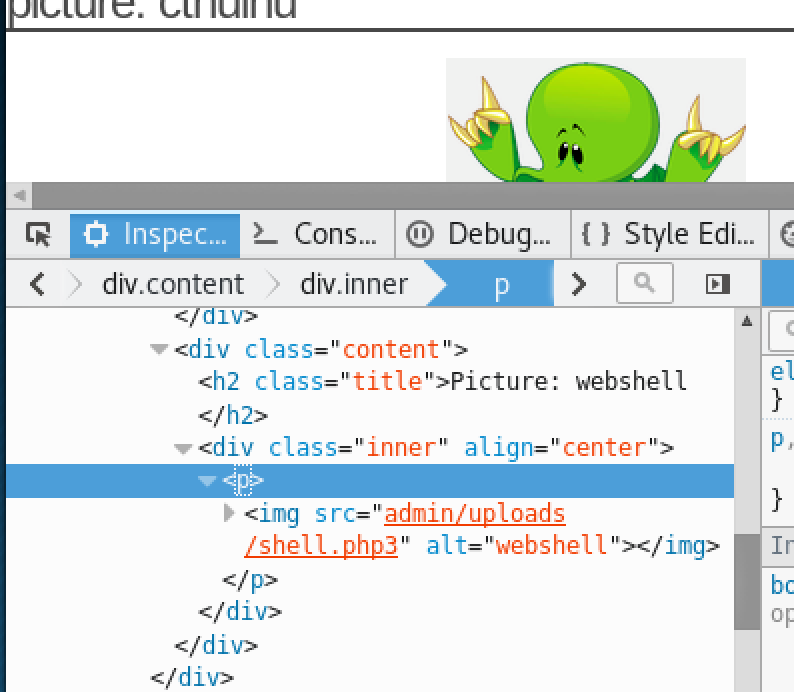 picture: cthulhu
Inspec... Cons... Debug... { } Style Edi...
div.content div.inner p
</div>
<div class="content">
<h2 class="title">Picture: webshell
</h2>
<div class="inner" align="center">
<p>
<img src="admin/uploads
/shell.php3" alt="webshell"></img>
</p>
</div>
</div>
</div>
el
}
p,
}
In
bo
op